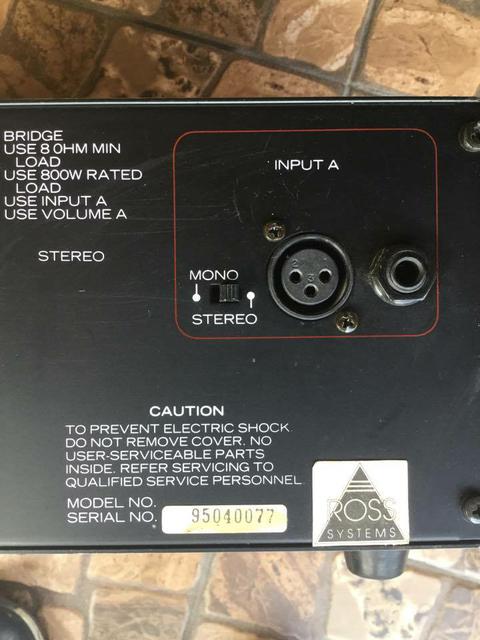 BRIDGE
USE 8 OHM MIN
LOAD
USE 800W RATED
LOAD
USE INPUT A
USE VOLUME A
STEREO
INPUT A
MONO
STEREO
2
3
CAUTION
TO PREVENT ELECTRIC SHOCK
DO NOT REMOVE COVER. NO
USER-SERVICEABLE PARTS
INSIDE. REFER SERVICING TO
QUALIFIED SERVICE PERSONNEL.
MODEL NO.
SERIAL NO. 95040077
ROSS
SYSTEMS